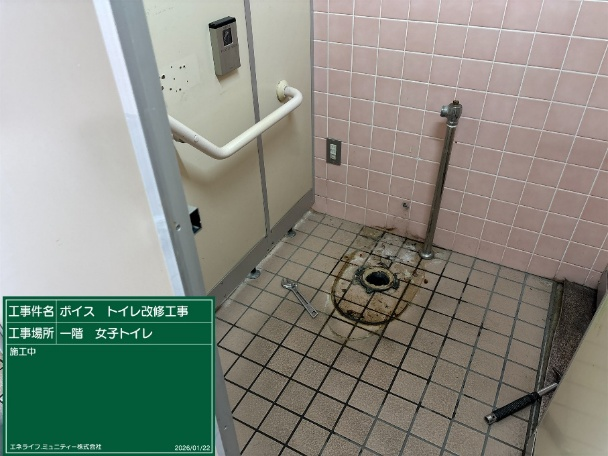 工事件名 ボイス トイレ改修工事
工事場所 一階 女子トイレ
施工中
エネライフ.ミュニティー株式会社 2026/01/22